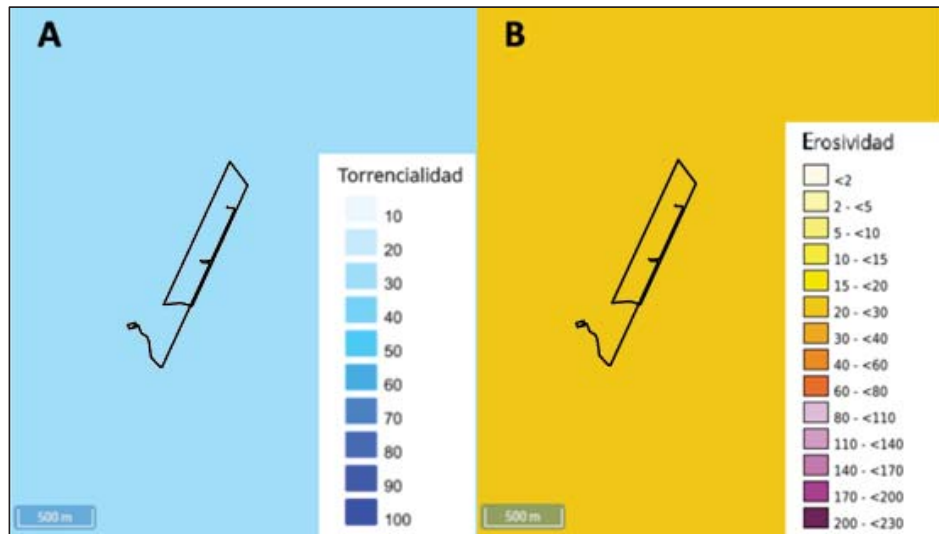 A
Torrencialidad
10
20
30
40
50
60
70
80
90
100
500 m
B
Erosividad
<2
2 - <5
5 - <10
10 - <15
15 - <20
20 - <30
30 - <40
40 - <60
60 - <80
80 - <110
110 - <140
140 - <170
170 - <200
200 - <230
500 m